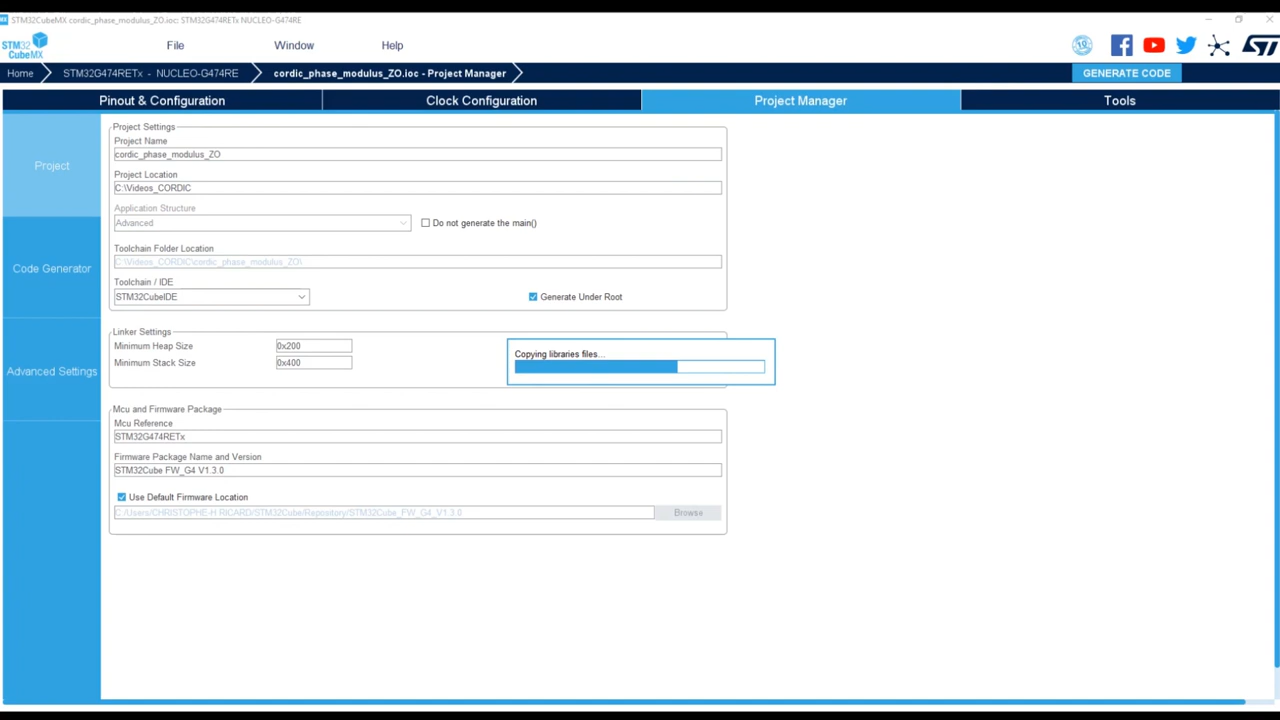 STM32CubeMX cordic_phase_modulus_ZO.ioc: STM32G474RETx NUCLEO-G474RE
STM32 CubeMX
File
Window
Help
10
ST
Home
STM32G474RETx - NUCLEO-G474RE
cordic_phase_modulus_ZO.ioc - Project Manager
GENERATE CODE
Pinout & Configuration
Clock Configuration
Project Manager
Tools
Project
Code Generator
Advanced Settings
Project Settings
Project Name
cordic_phase_modulus_ZO
Project Location
C:\Videos_CORDIC
Application Structure
Advanced
Do not generate the main()
Toolchain Folder Location
C:\Videos_CORDIC\cordic_phase_modulus_ZO\
Toolchain / IDE
STM32CubeIDE
Generate Under Root
Linker Settings
Minimum Heap Size
0x200
Minimum Stack Size
0x400
Copying libraries files...
Mcu and Firmware Package
Mcu Reference
STM32G474RETx
Firmware Package Name and Version
STM32Cube FW_G4 V1.3.0
Use Default Firmware Location
C:/Users/CHRISTOPHE-H RICARD/STM32Cube/Repository/STM32Cube_FW_G4_V1.3.0
Browse